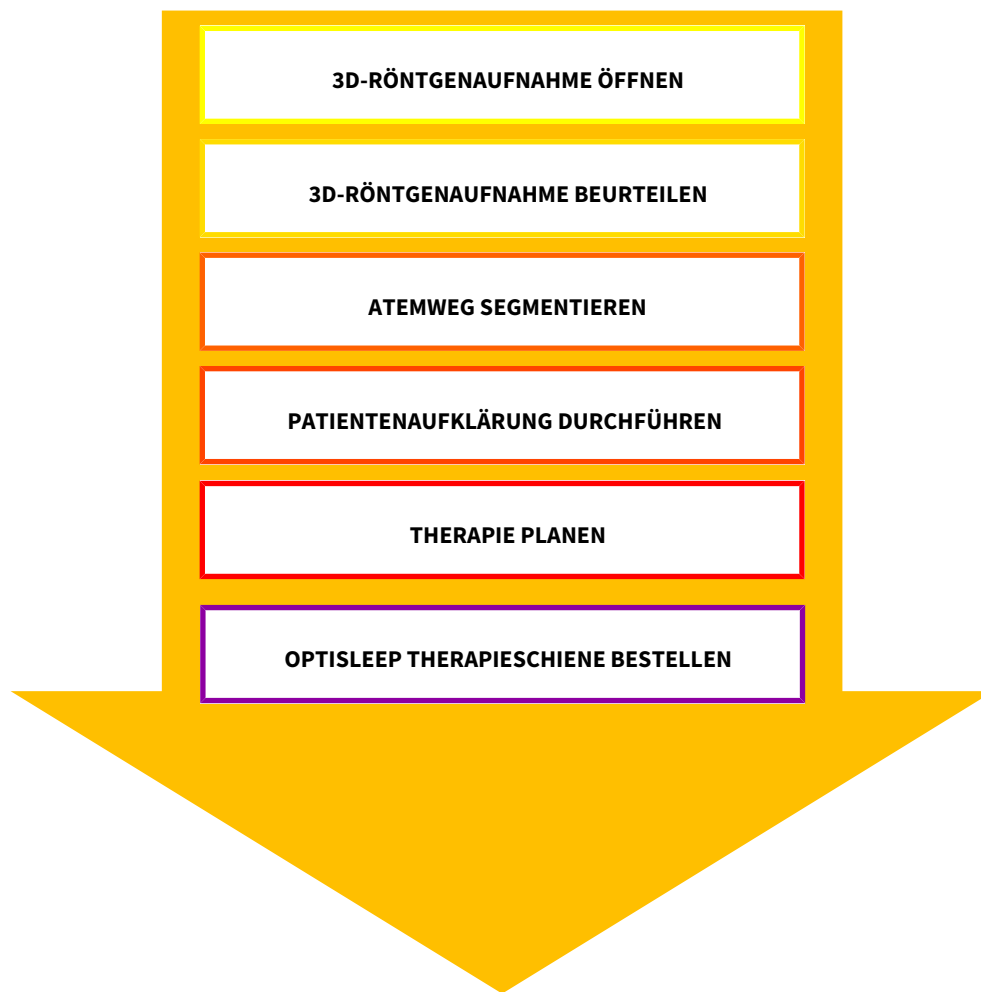 3D-RÖNTGENAUFNAHME ÖFFNEN
3D-RÖNTGENAUFNAHME BEURTEILEN
ATEMWEG SEGMENTIEREN
PATIENTENAUFKLÄRUNG DURCHFÜHREN
THERAPIE PLANEN
OPTISLEEP THERAPIESCHIENE BESTELLEN